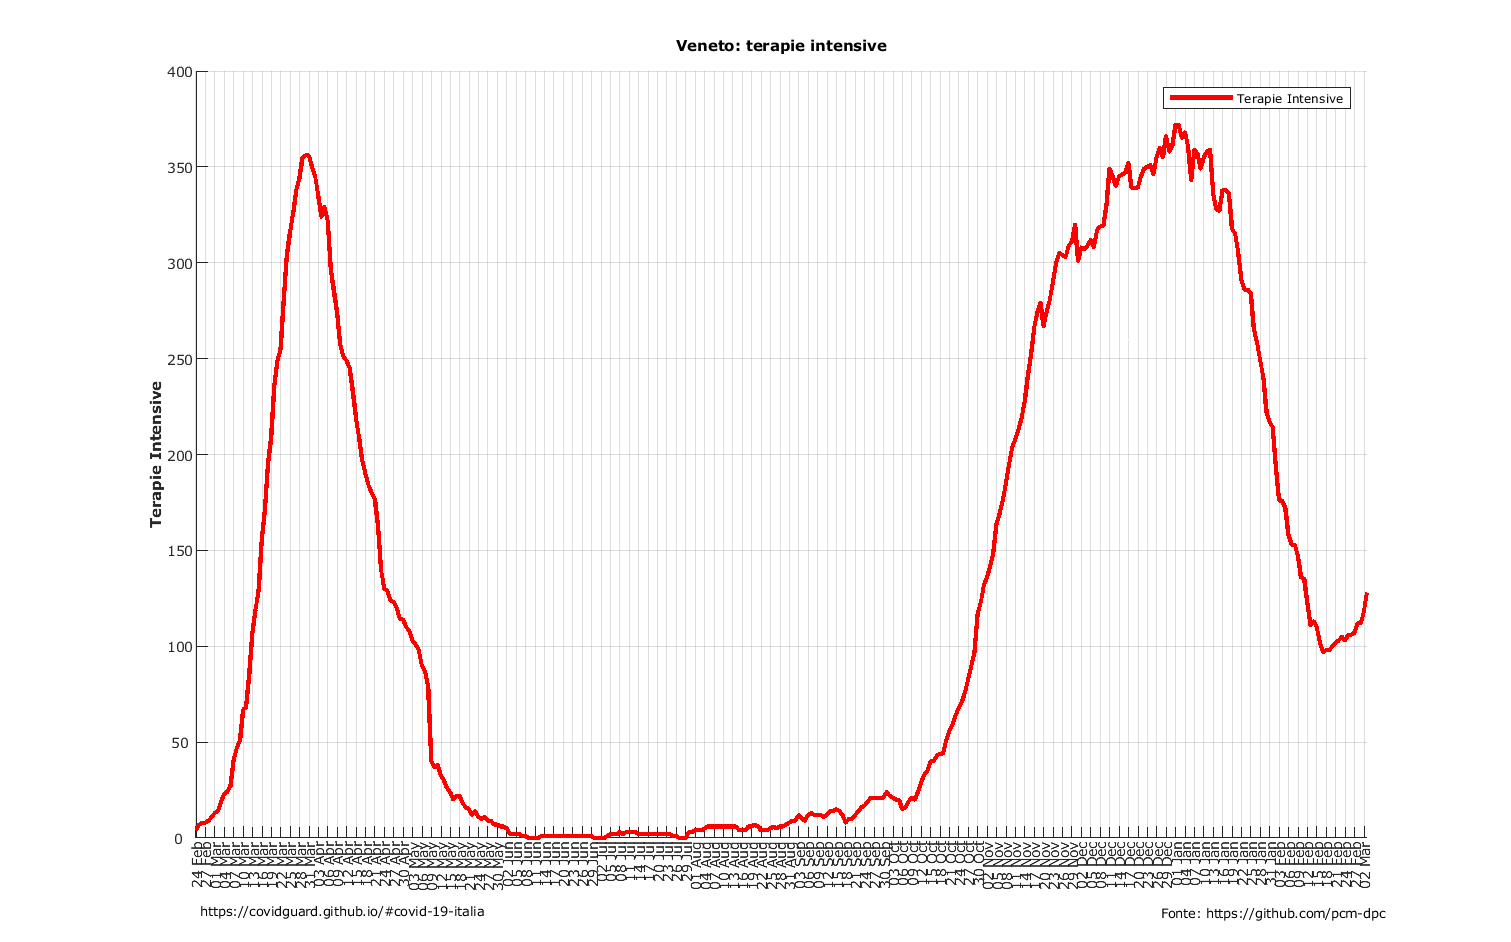 Veneto: terapie intensive
Terapie Intensive
400
350
300
250
200
150
100
50
0
Terapie Intensive
24 Feb
27 Feb
01 Mar
04 Mar
07 Mar
10 Mar
13 Mar
16 Mar
19 Mar
22 Mar
25 Mar
28 Mar
31 Mar
03 Apr
06 Apr
09 Apr
12 Apr
15 Apr
18 Apr
21 Apr
24 Apr
27 Apr
30 Apr
03 May
06 May
09 May
12 May
15 May
18 May
21 May
24 May
27 May
30 May
02 Jun
05 Jun
08 Jun
11 Jun
14 Jun
17 Jun
20 Jun
23 Jun
26 Jun
29 Jun
02 Jul
05 Jul
08 Jul
11 Jul
14 Jul
17 Jul
20 Jul
23 Jul
26 Jul
29 Jul
01 Aug
04 Aug
07 Aug
10 Aug
13 Aug
16 Aug
19 Aug
22 Aug
25 Aug
28 Aug
31 Aug
03 Sep
06 Sep
09 Sep
12 Sep
15 Sep
18 Sep
21 Sep
24 Sep
27 Sep
30 Sep
03 Oct
06 Oct
09 Oct
12 Oct
15 Oct
18 Oct
21 Oct
24 Oct
27 Oct
30 Oct
02 Nov
05 Nov
08 Nov
11 Nov
14 Nov
17 Nov
20 Nov
23 Nov
26 Nov
29 Nov
02 Dec
05 Dec
08 Dec
11 Dec
14 Dec
17 Dec
20 Dec
23 Dec
26 Dec
29 Dec
01 Jan
04 Jan
07 Jan
10 Jan
13 Jan
16 Jan
19 Jan
22 Jan
25 Jan
28 Jan
31 Jan
03 Feb
06 Feb
09 Feb
12 Feb
15 Feb
18 Feb
21 Feb
24 Feb
27 Feb
02 Mar
https://covidguard.github.io/#covid-19-italia
Fonte: https://github.com/pcm-dpc